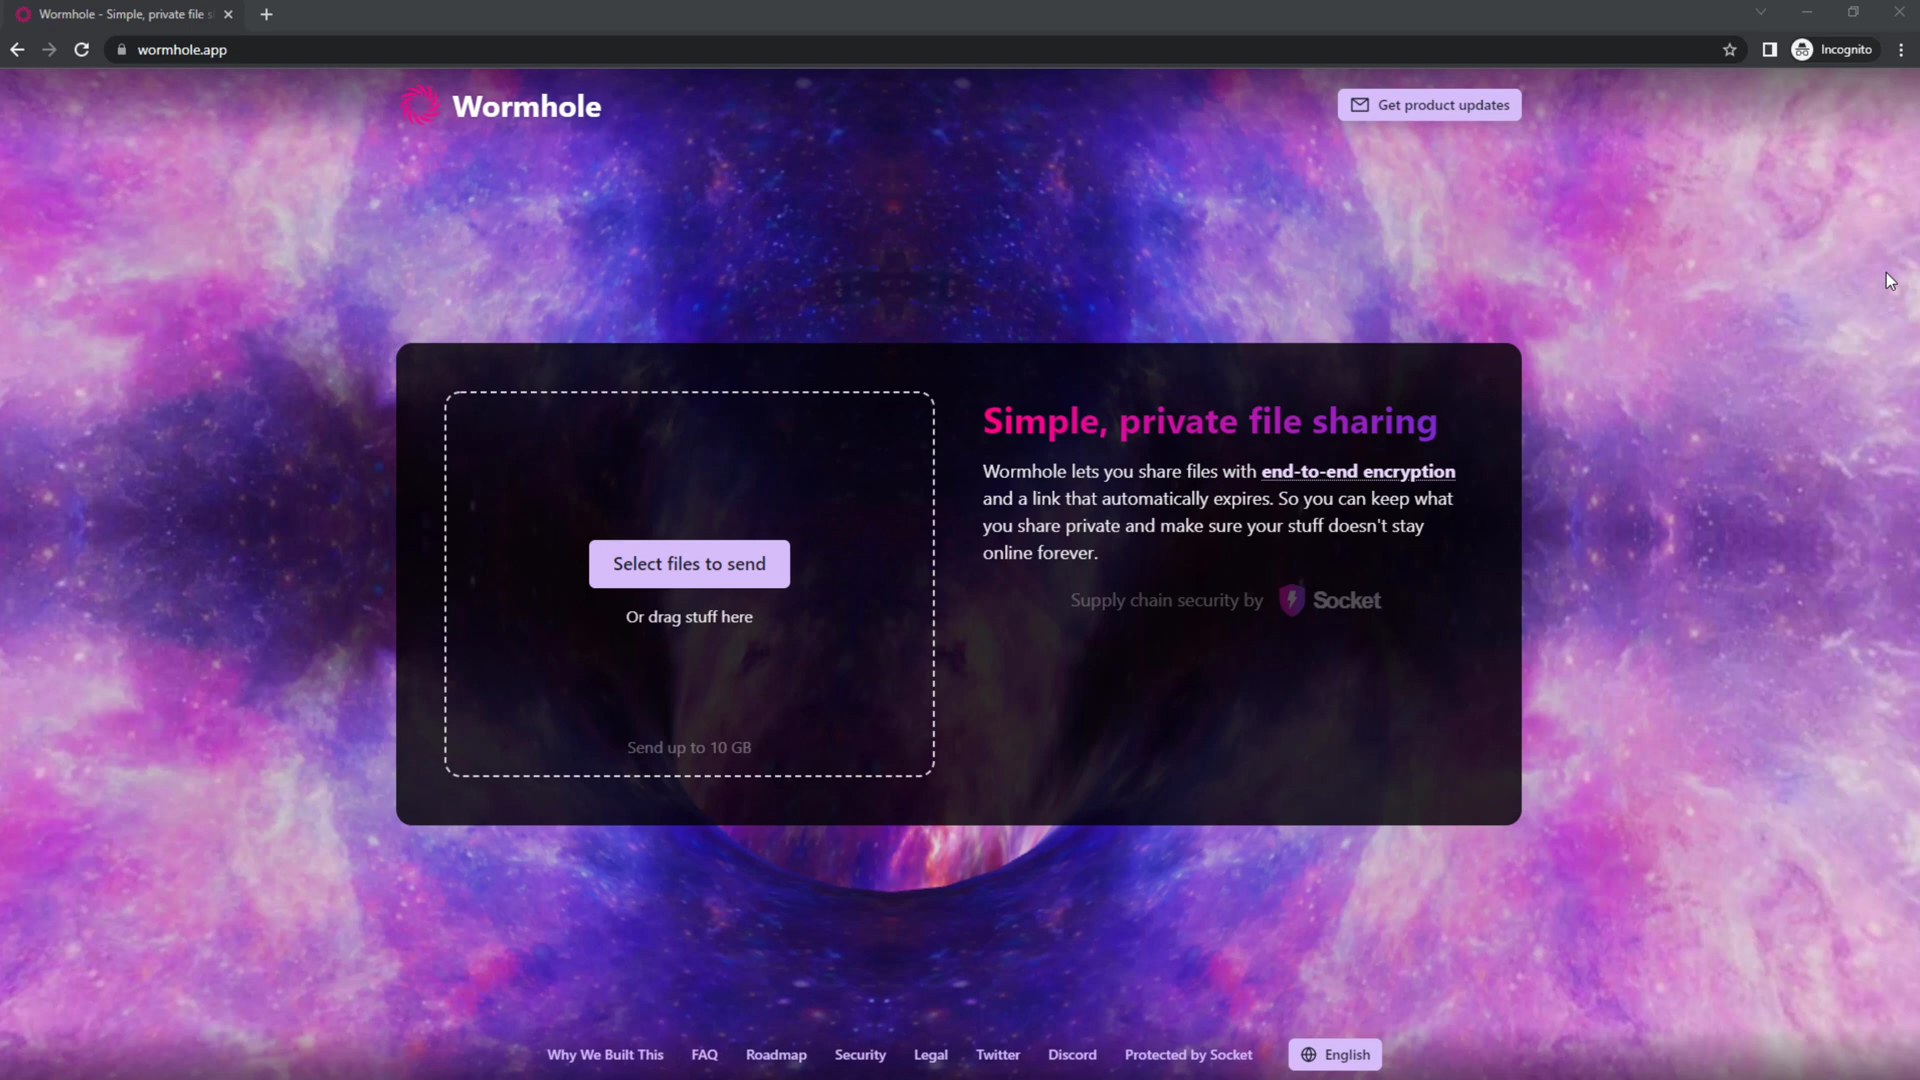 Wormhole - Simple, private file s
wormhole.app
Incognito
Wormhole
Get product updates
Simple, private file sharing
Wormhole lets you share files with end-to-end encryption
and a link that automatically expires. So you can keep what
you share private and make sure your stuff doesn't stay
online forever.
Supply chain security by Socket
Select files to send
Or drag stuff here
Send up to 10 GB
Why We Built This FAQ Roadmap Security Legal Twitter Discord Protected by Socket English